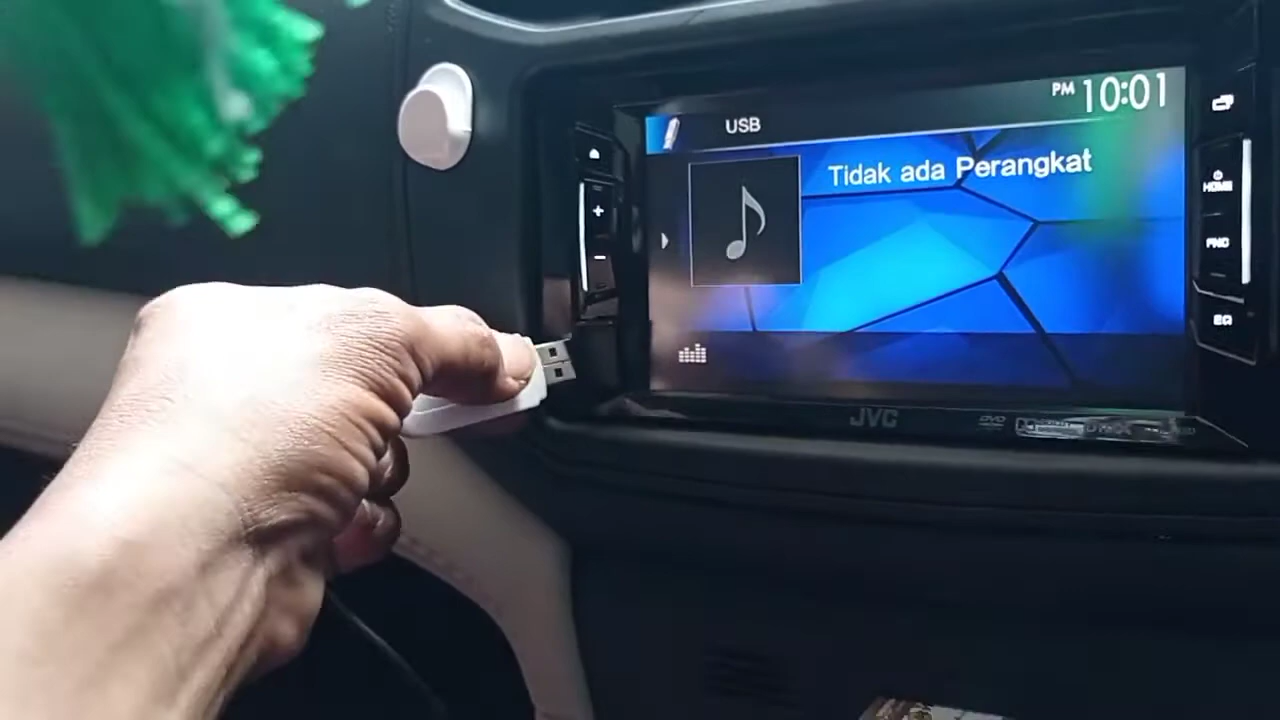 PM 10:01
USB
Tidak ada Perangkat
HOME
FNC
EQ
JVC
DVD